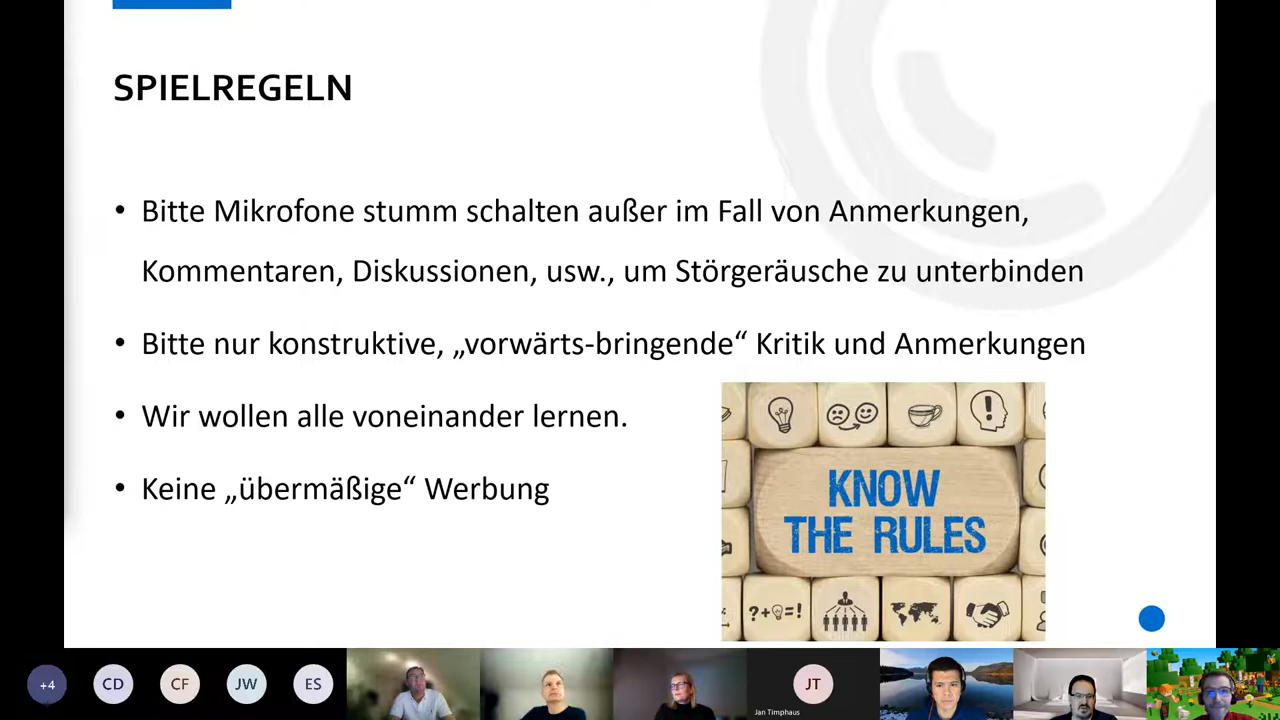 SPIELREGELN
• Bitte Mikrofone stumm schalten außer im Fall von Anmerkungen,
Kommentaren, Diskussionen, usw., um Störgeräusche zu unterbinden
• Bitte nur konstruktive, „vorwärts-bringende“ Kritik und Anmerkungen
• Wir wollen alle voneinander lernen.
• Keine „übermäßige“ Werbung
KNOW
THE RULES
?+ =!
+4 CD CF JW ES JT
Jan Timphaus